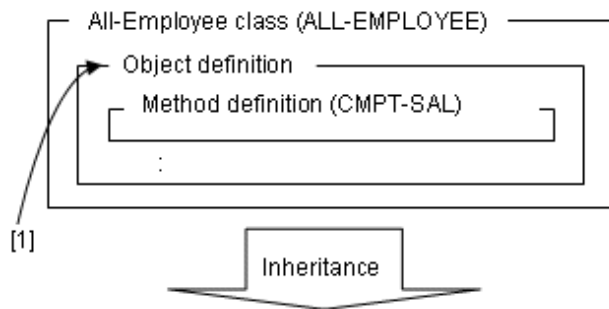 All-Employee class (ALL-EMPLOYEE)
Object definition
Method definition (CMPT-SAL)
:
[1]
Inheritance